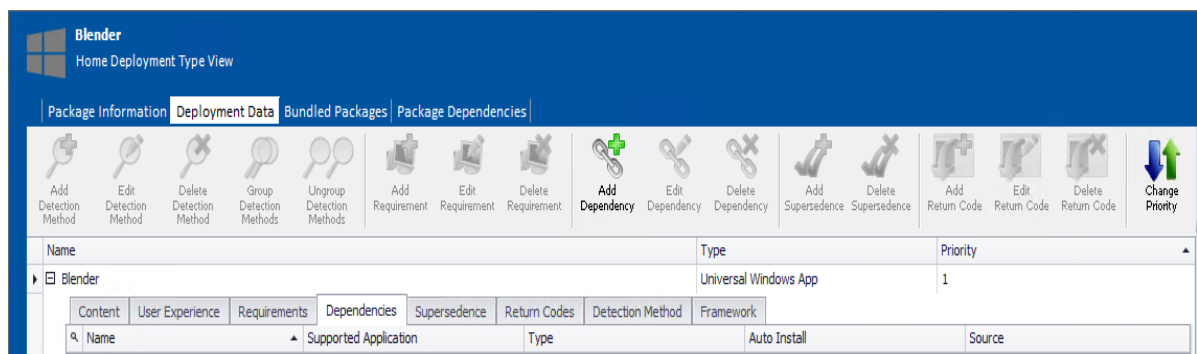 Blender
Home Deployment Type View
Package Information Deployment Data Bundled Packages Package Dependencies
Add Detection Method Edit Detection Method Delete Detection Method Group Detection Methods Ungroup Detection Methods Add Requirement Edit Requirement Delete Requirement Add Dependency Edit Dependency Delete Dependency Add Supersedence Delete Supersedence Add Return Code Edit Return Code Delete Return Code Change Priority
Name Type Priority
Blender Universal Windows App 1
Content User Experience Requirements Dependencies Supersedence Return Codes Detection Method Framework
Name Supported Application Type Auto Install Source